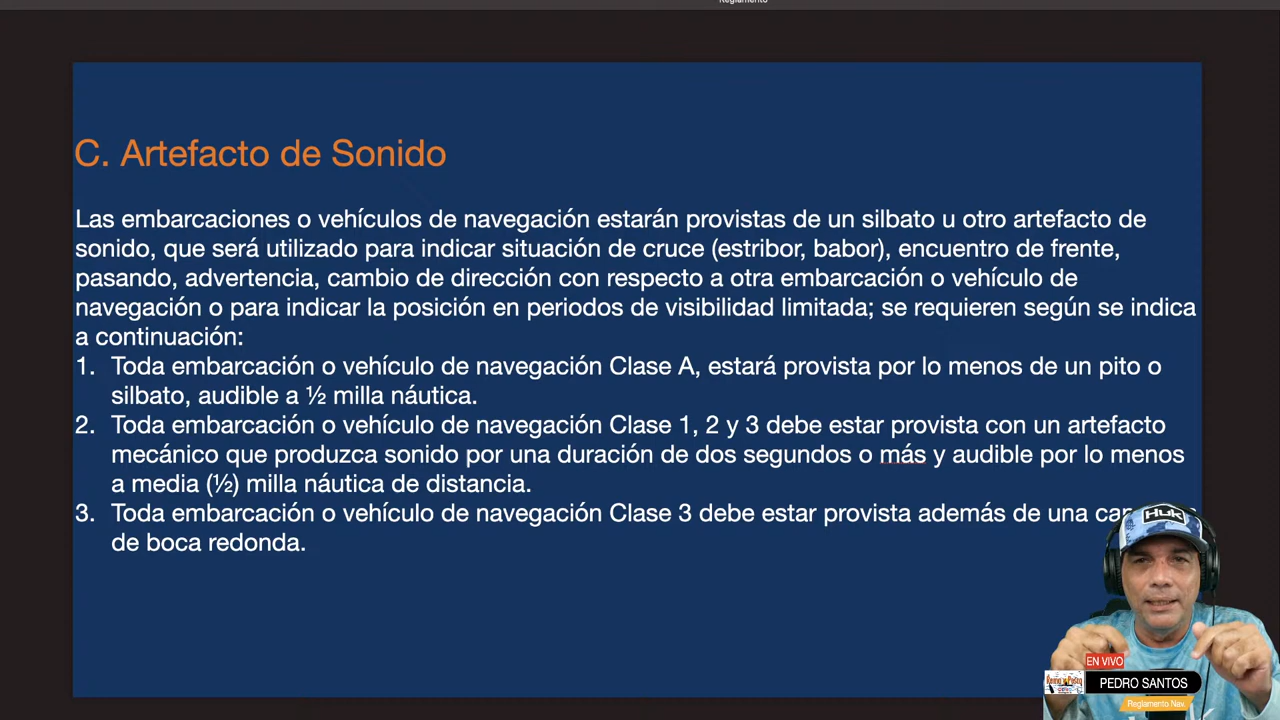 Reglamento
C. Artefacto de Sonido
Las embarcaciones o vehículos de navegación estarán provistas de un silbato u otro artefacto de
sonido, que será utilizado para indicar situación de cruce (estribor, babor), encuentro de frente,
pasando, advertencia, cambio de dirección con respecto a otra embarcación o vehículo de
navegación o para indicar la posición en periodos de visibilidad limitada; se requieren según se indica
a continuación:
1. Toda embarcación o vehículo de navegación Clase A, estará provista por lo menos de un pito o
silbato, audible a ½ milla náutica.
2. Toda embarcación o vehículo de navegación Clase 1, 2 y 3 debe estar provista con un artefacto
mecánico que produzca sonido por una duración de dos segundos o más y audible por lo menos
a media (½) milla náutica de distancia.
3. Toda embarcación o vehículo de navegación Clase 3 debe estar provista además de una
de boca redonda.
HUK
EN VIVO
PEDRO SANTOS
Reglamento Nav.